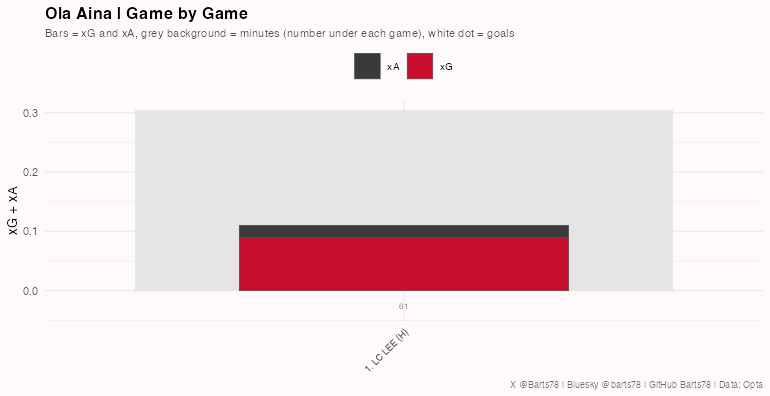 Ola Aina | Game by Game
Bars = xG and xA, grey background = minutes (number under each game), white dot = goals
xA xG
xG + xA
0.3
0.2
0.1
0.0
61
1. LC LEE (H)
X @Barts78 | Bluesky @barts78 | GitHub Barts78 | Data: Opta